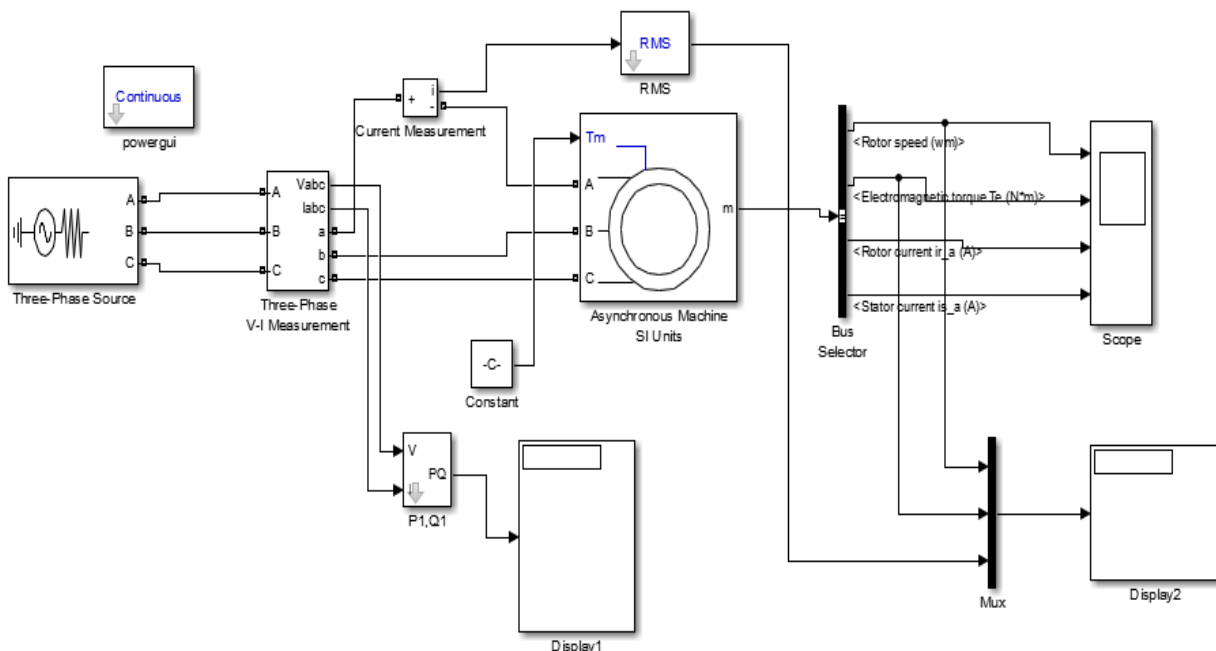 RMS
RMS
Continuous
powergui
+
i
-
Current Measurement
Tm
A
B
C
m
Asynchronous Machine
SI Units
A
B
C
Three-Phase Source
A
B
C
Vabc
Iabc
a
b
c
Three-Phase
V-I Measurement
<Rotor speed (wm)>
<Electromagnetic torque Te (N*m)>
<Rotor current ir_a (A)>
<Stator current is_a (A)>
Bus
Selector
Scope
-C-
Constant
V
I
PQ
P1,Q1
Display1
Mux
Display2